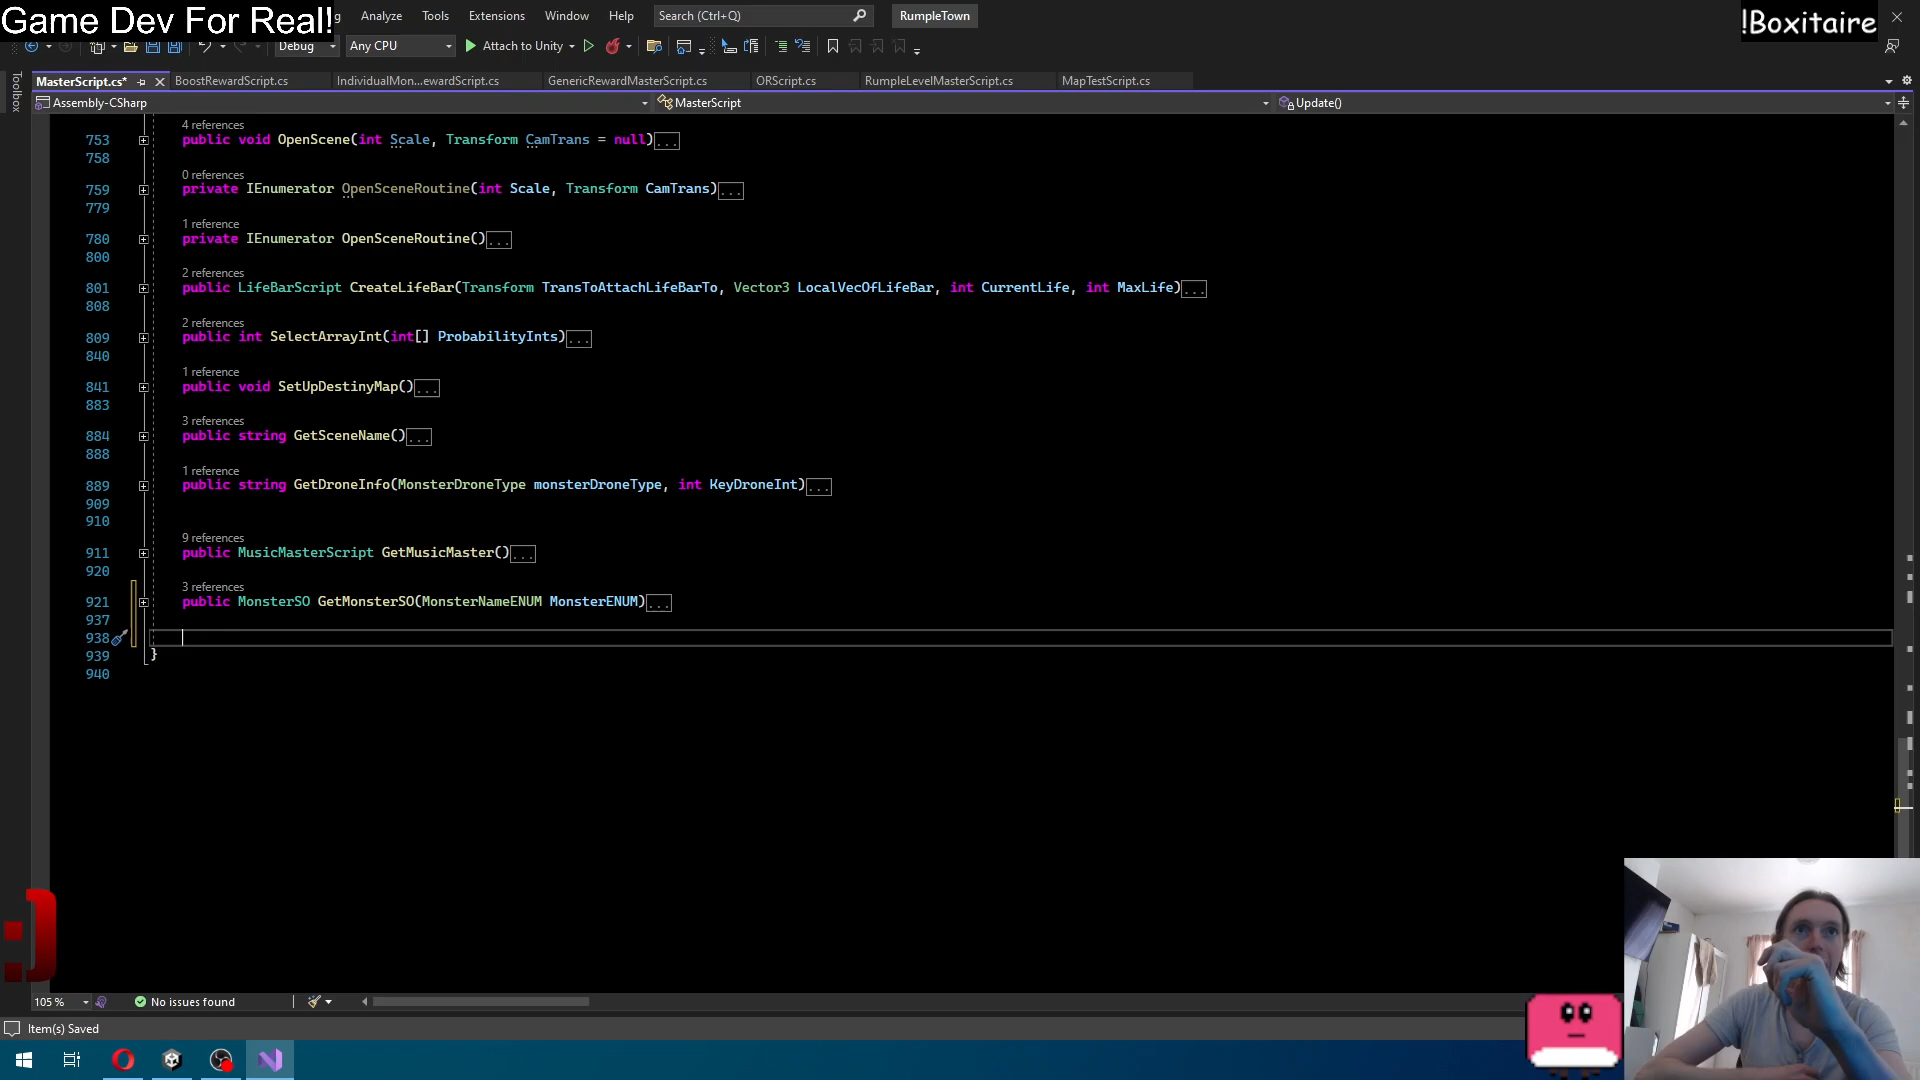 Game Dev For Real!
g Analyze Tools Extensions Window Help Search (Ctrl+Q) RumpleTown
!Boxitaire
Debug Any CPU Attach to Unity
Toolbox
MasterScript.cs* BoostRewardScript.cs IndividualMon...ewardScript.cs GenericRewardMasterScript.cs ORScript.cs RumpleLevelMasterScript.cs MapTestScript.cs
Assembly-CSharp MasterScript Update()
4 references
753 public void OpenScene(int Scale, Transform CamTrans = null)...
758
0 references
759 private IEnumerator OpenSceneRoutine(int Scale, Transform CamTrans)...
779
1 reference
780 private IEnumerator OpenSceneRoutine()...
800
2 references
801 public LifeBarScript CreateLifeBar(Transform TransToAttachLifeBarTo, Vector3 LocalVecOfLifeBar, int CurrentLife, int MaxLife)...
808
2 references
809 public int SelectArrayInt(int[] ProbabilityInts)...
840
1 reference
841 public void SetUpDestinyMap()...
883
3 references
884 public string GetSceneName()...
888
1 reference
889 public string GetDroneInfo(MonsterDroneType monsterDroneType, int KeyDroneInt)...
909
910
9 references
911 public MusicMasterScript GetMusicMaster()...
920
3 references
921 public MonsterSO GetMonsterSO(MonsterNameENUM MonsterENUM)...
937
938
939 }
940
:)
105 % No issues found
Item(s) Saved